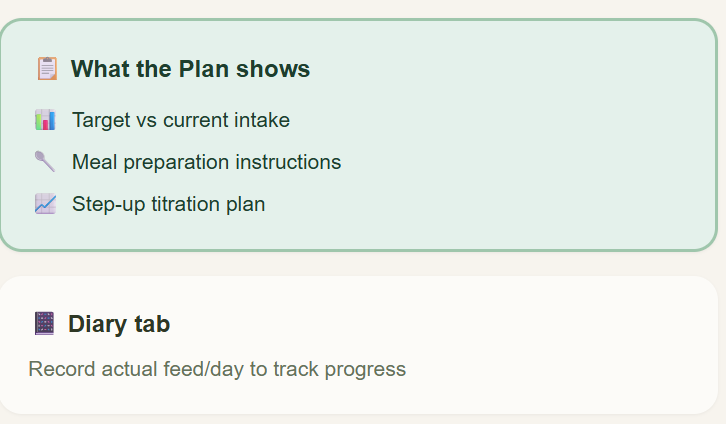 What the Plan shows
Target vs current intake
Meal preparation instructions
Step-up titration plan
Diary tab
Record actual feed/day to track progress